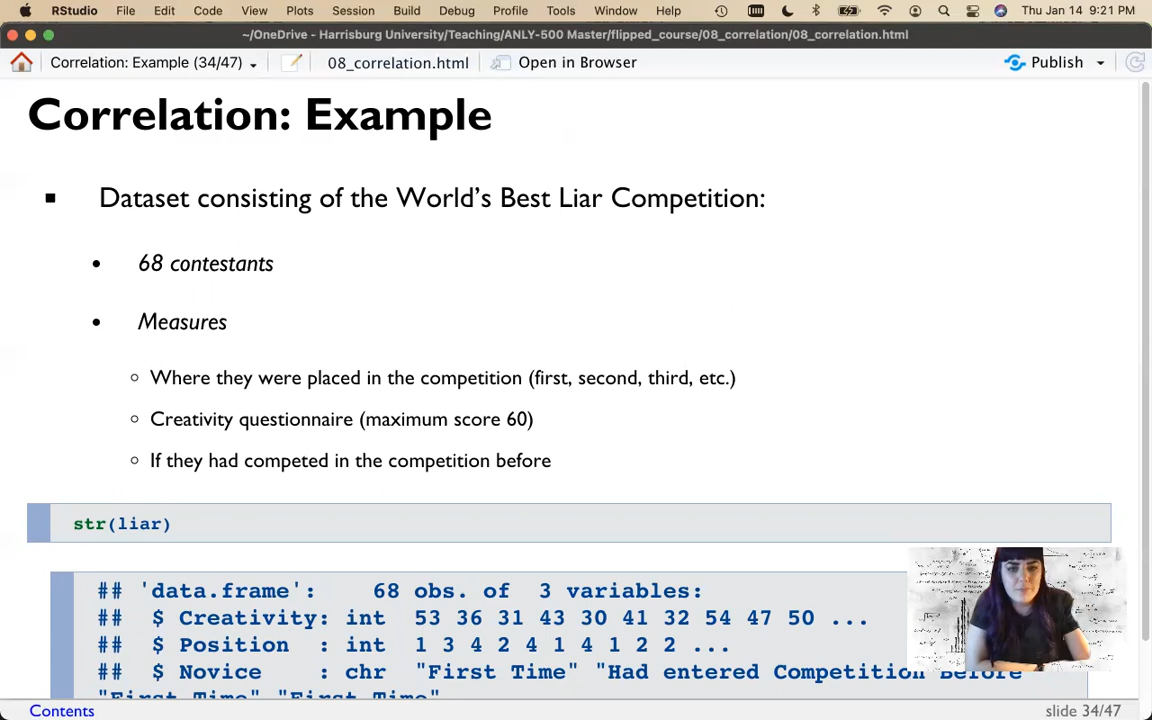 RStudio File Edit Code View Plots Session Build Debug Profile Tools Window Help Thu Jan 14 9:21 PM
~/OneDrive - Harrisburg University/Teaching/ANLY-500 Master/flipped_course/08_correlation/08_correlation.html
Correlation: Example (34/47) 08_correlation.html Open in Browser Publish
Correlation: Example
Dataset consisting of the World’s Best Liar Competition:
68 contestants
Measures
Where they were placed in the competition (first, second, third, etc.)
Creativity questionnaire (maximum score 60)
If they had competed in the competition before
str(liar)
## 'data.frame': 68 obs. of 3 variables:
## $ Creativity: int 53 36 31 43 30 41 32 54 47 50 ...
## $ Position : int 1 3 4 2 4 1 4 1 2 2 ...
## $ Novice : chr "First Time" "Had entered Competition Before"
"First Time" "First Time"
Contents slide 34/47